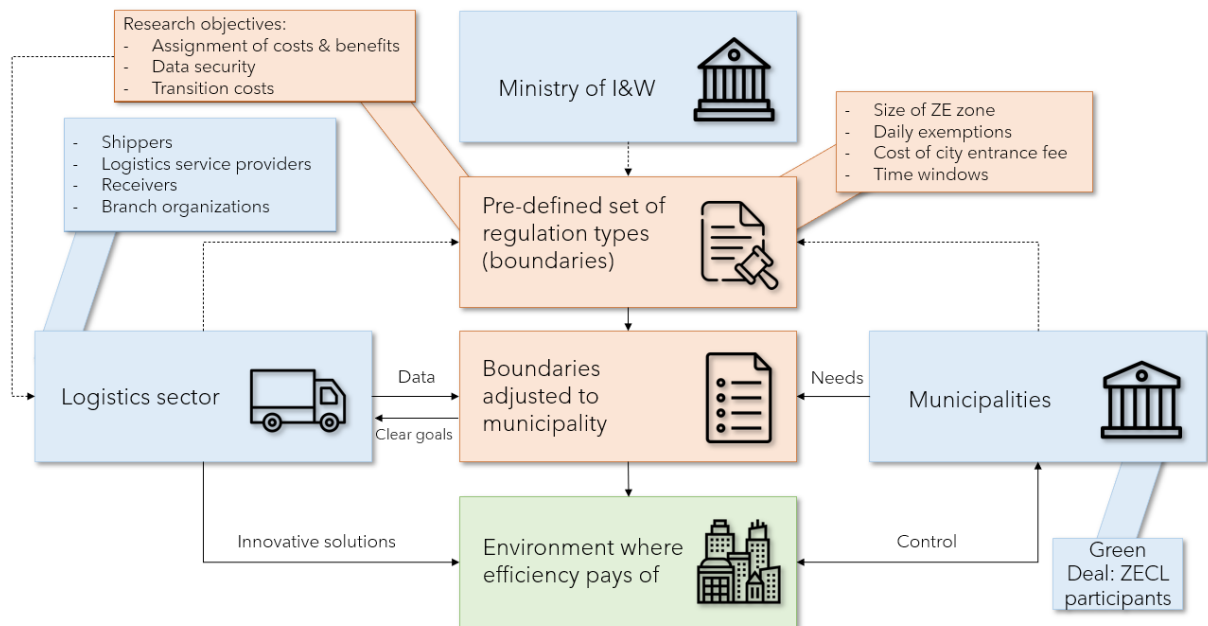 Research objectives:
- Assignment of costs & benefits
- Data security
- Transition costs
Ministry of I&W
- Size of ZE zone
- Daily exemptions
- Cost of city entrance fee
- Time windows
- Shippers
- Logistics service providers
- Receivers
- Branch organizations
Pre-defined set of
regulation types
(boundaries)
Logistics sector
Data
Clear goals
Boundaries
adjusted to
municipality
Needs
Municipalities
Innovative solutions
Environment where
efficiency pays of
Control
Green
Deal: ZECL
participants